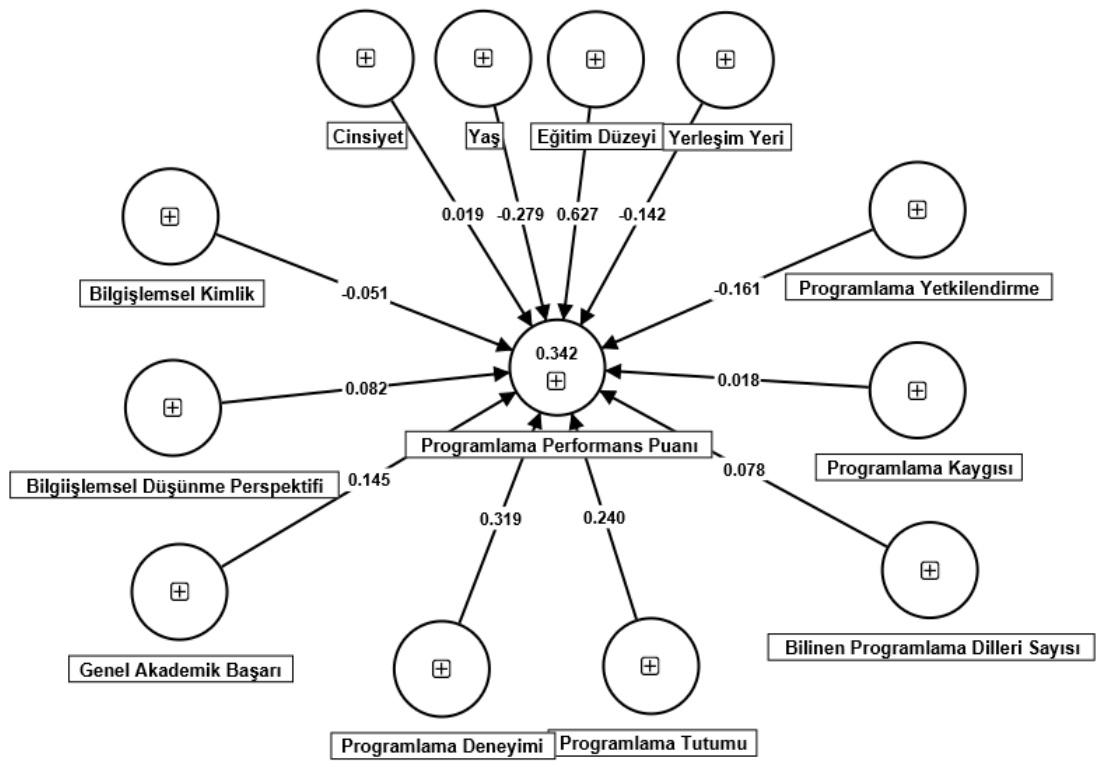 Cinsiyet
Yaş
Eğitim Düzeyi
Yerleşim Yeri
0.019
-0.279
0.627
-0.142
Bilgişlemsel Kimlik
-0.051
-0.161
Programlama Yetkilendirme
0.342
0.082
0.018
Programlama Performans Puanı
Programlama Kaygısı
Bilgiişlemsel Düşünme Perspektifi
0.145
0.078
0.319
0.240
Genel Akademik Başarı
Bilinen Programlama Dilleri Sayısı
Programlama Deneyimi
Programlama Tutumu